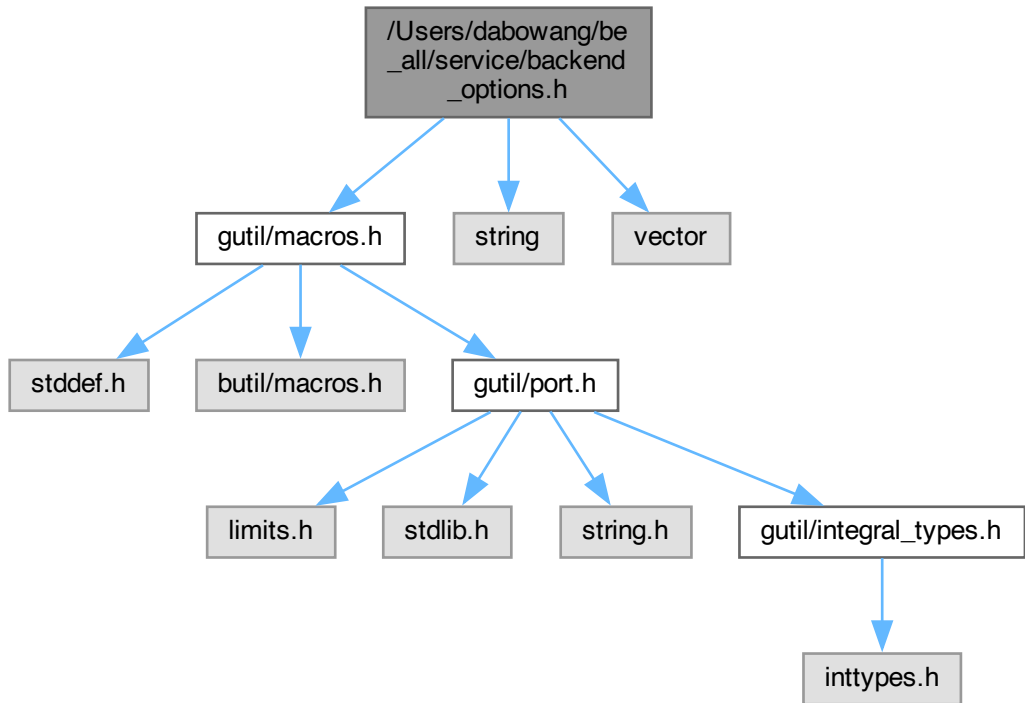 /Users/dabowang/be
_all/service/backend
_options.h
gutil/macros.h
string
vector
stddef.h
butil/macros.h
gutil/port.h
limits.h
stdlib.h
string.h
gutil/integral_types.h
inttypes.h